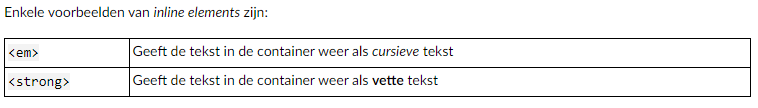 Enkele voorbeelden van inline elements zijn:
<em> Geeft de tekst in de container weer als cursieve tekst
<strong> Geeft de tekst in de container weer als vette tekst